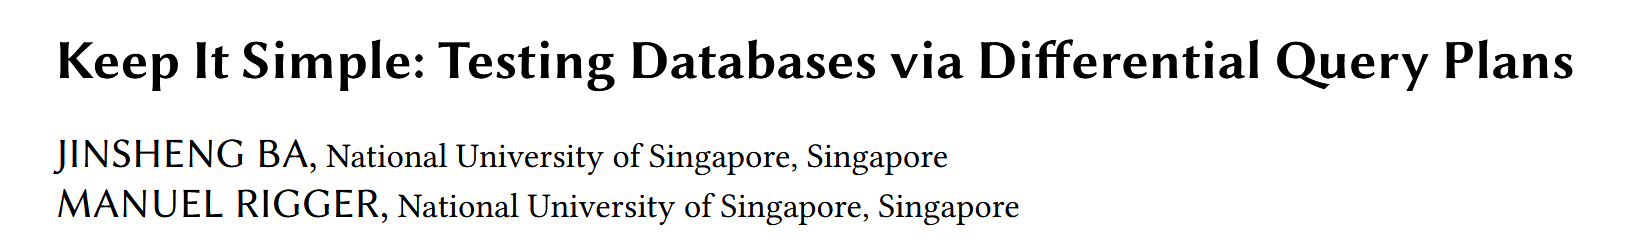 Keep It Simple: Testing Databases via Differential Query Plans
JINSHENG BA, National University of Singapore, Singapore
MANUEL RIGGER, National University of Singapore, Singapore